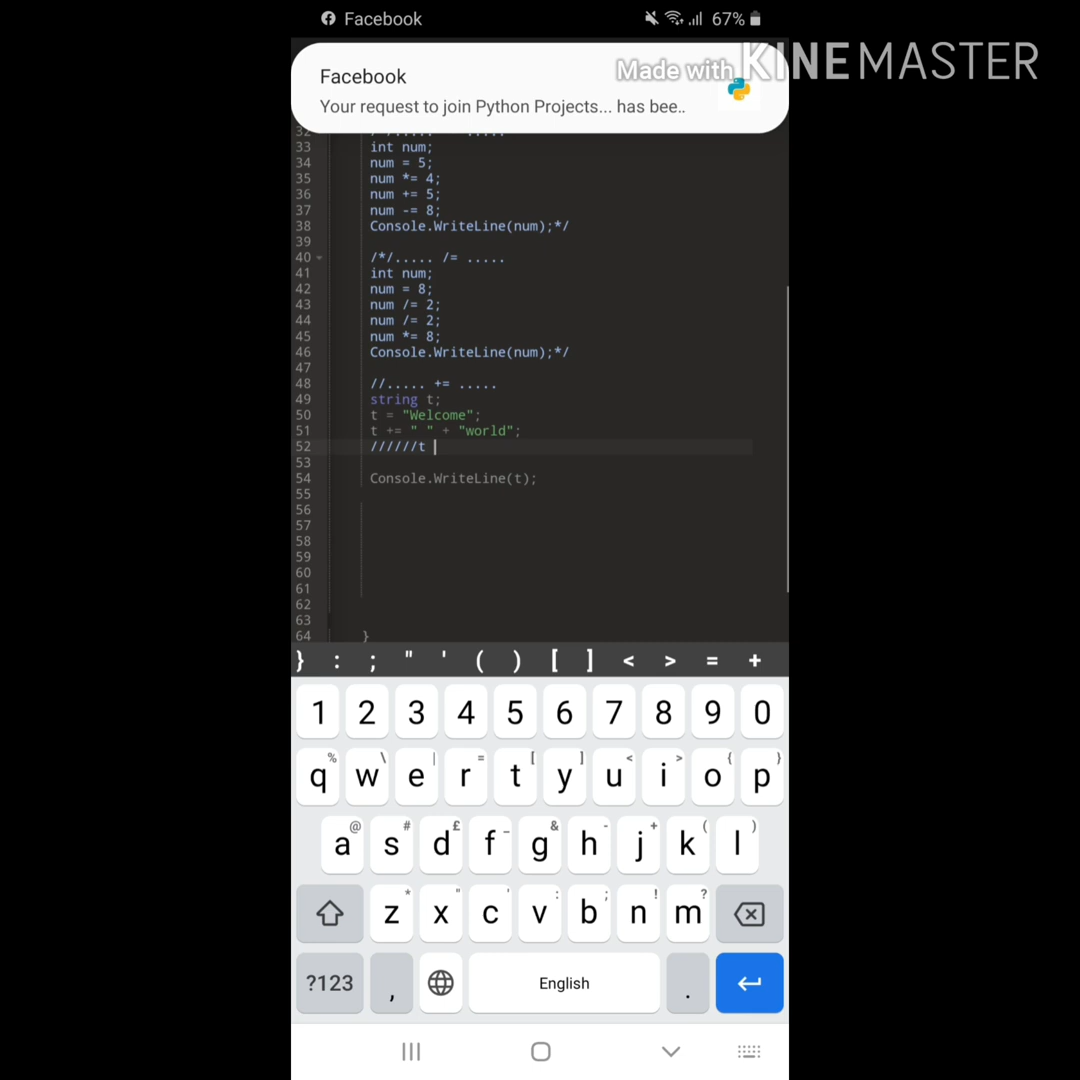 Facebook
67%
Made with KINEMASTER
Facebook
Your request to join Python Projects... has bee..
32
33 int num;
34 num = 5;
35 num *= 4;
36 num += 5;
37 num -= 8;
38 Console.WriteLine(num);*/
39
40 /*/..... /= .....
41 int num;
42 num = 8;
43 num /= 2;
44 num /= 2;
45 num *= 8;
46 Console.WriteLine(num);*/
47
48 //..... += .....
49 string t;
50 t = "Welcome";
51 t += " " + "world";
52 //////t
53
54 Console.WriteLine(t);
55
56
57
58
59
60
61
62
63
64 }
} : ; " ' ( ) [ ] < > = +
1 2 3 4 5 6 7 8 9 0
% \ | = [ ] < > { }
q w e r t y u i o p
@ # £ _ & - + ( )
a s d f g h j k l
* " ' : ; ! ?
z x c v b n m
?123 , English .